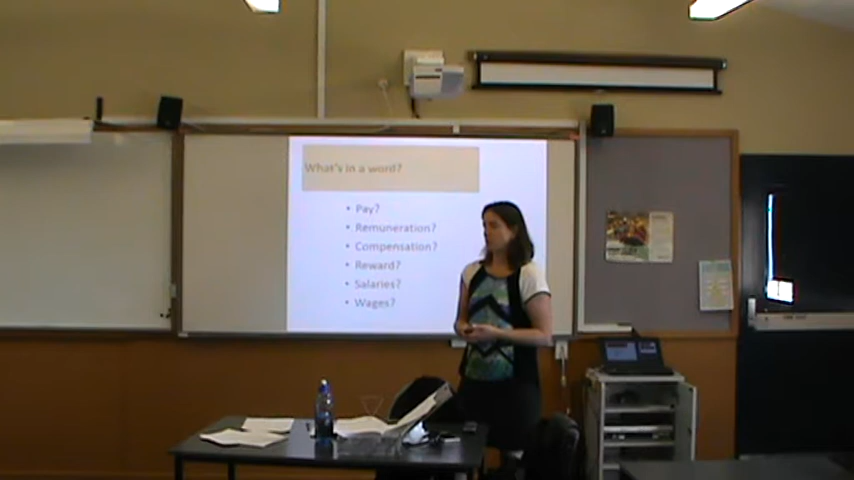 What's in a word?
• Pay?
• Remuneration?
• Compensation?
• Reward?
• Salaries?
• Wages?